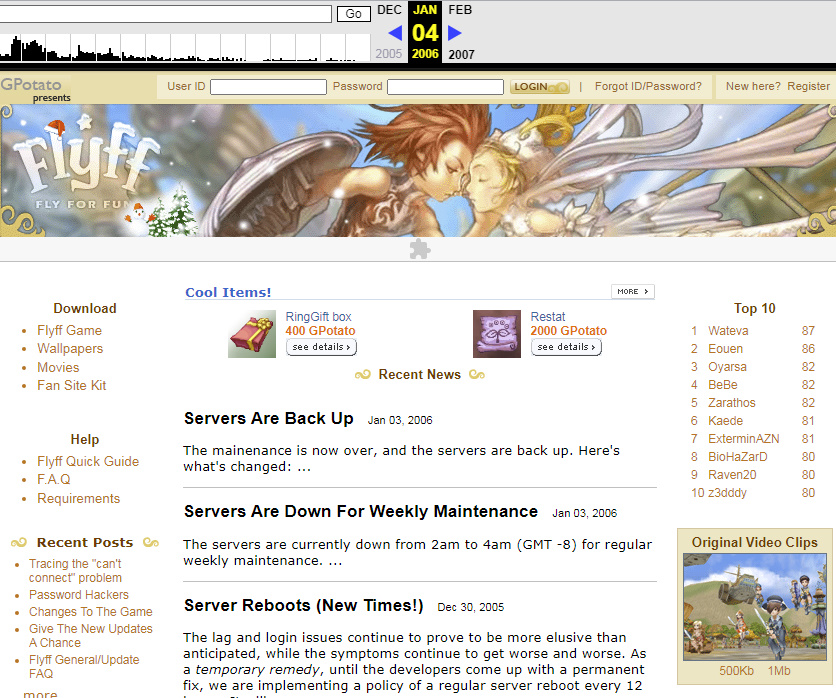 Go
DEC JAN FEB
04
2005 2006 2007
GPotato
presents
User ID Password LOGIN | Forgot ID/Password? New here? Register
Flyff
FLY FOR FUN
Cool Items!
MORE >
RingGift box
400 GPotato
see details ›
Restat
2000 GPotato
see details ›
Download
• Flyff Game
• Wallpapers
• Movies
• Fan Site Kit
Help
• Flyff Quick Guide
• F.A.Q
• Requirements
Recent Posts
• Tracing the "can't
connect" problem
• Password Hackers
• Changes To The Game
• Give The New Updates
A Chance
• Flyff General/Update
FAQ
more
Recent News
Servers Are Back Up Jan 03, 2006
The mainenance is now over, and the servers are back up. Here's
what's changed: ...
Servers Are Down For Weekly Maintenance Jan 03, 2006
The servers are currently down from 2am to 4am (GMT -8) for regular
weekly maintenance. ...
Server Reboots (New Times!) Dec 30, 2005
The lag and login issues continue to prove to be more elusive than
anticipated, while the symptoms continue to get worse and worse. As
a temporary remedy, until the developers come up with a permanent
fix, we are implementing a policy of a regular server reboot every 12
Top 10
1 Wateva 87
2 Eouen 86
3 Oyarsa 82
4 BeBe 82
5 Zarathos 82
6 Kaede 81
7 ExterminAZN 81
8 BioHaZarD 80
9 Raven20 80
10 z3dddy 80
Original Video Clips
500Kb 1Mb